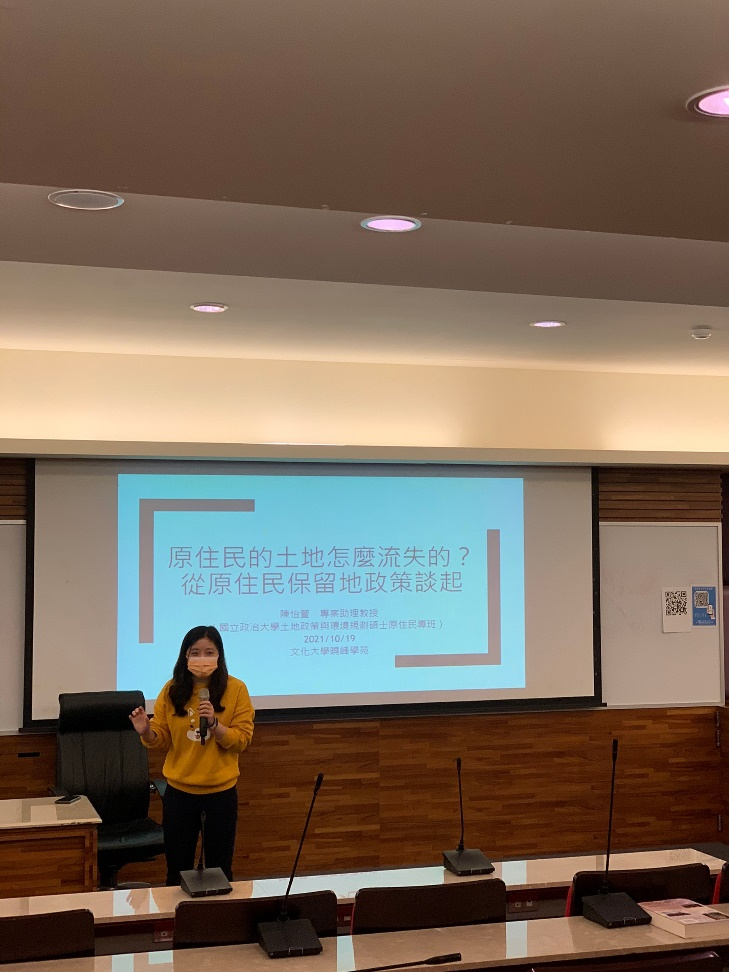 原住民的土地怎麼流失的？
從原住民保留地政策談起
陳怡萱　專案助理教授
國立政治大學土地政策與環境規劃碩士原住民專班）
2021/10/19
文化大學曉峰學苑